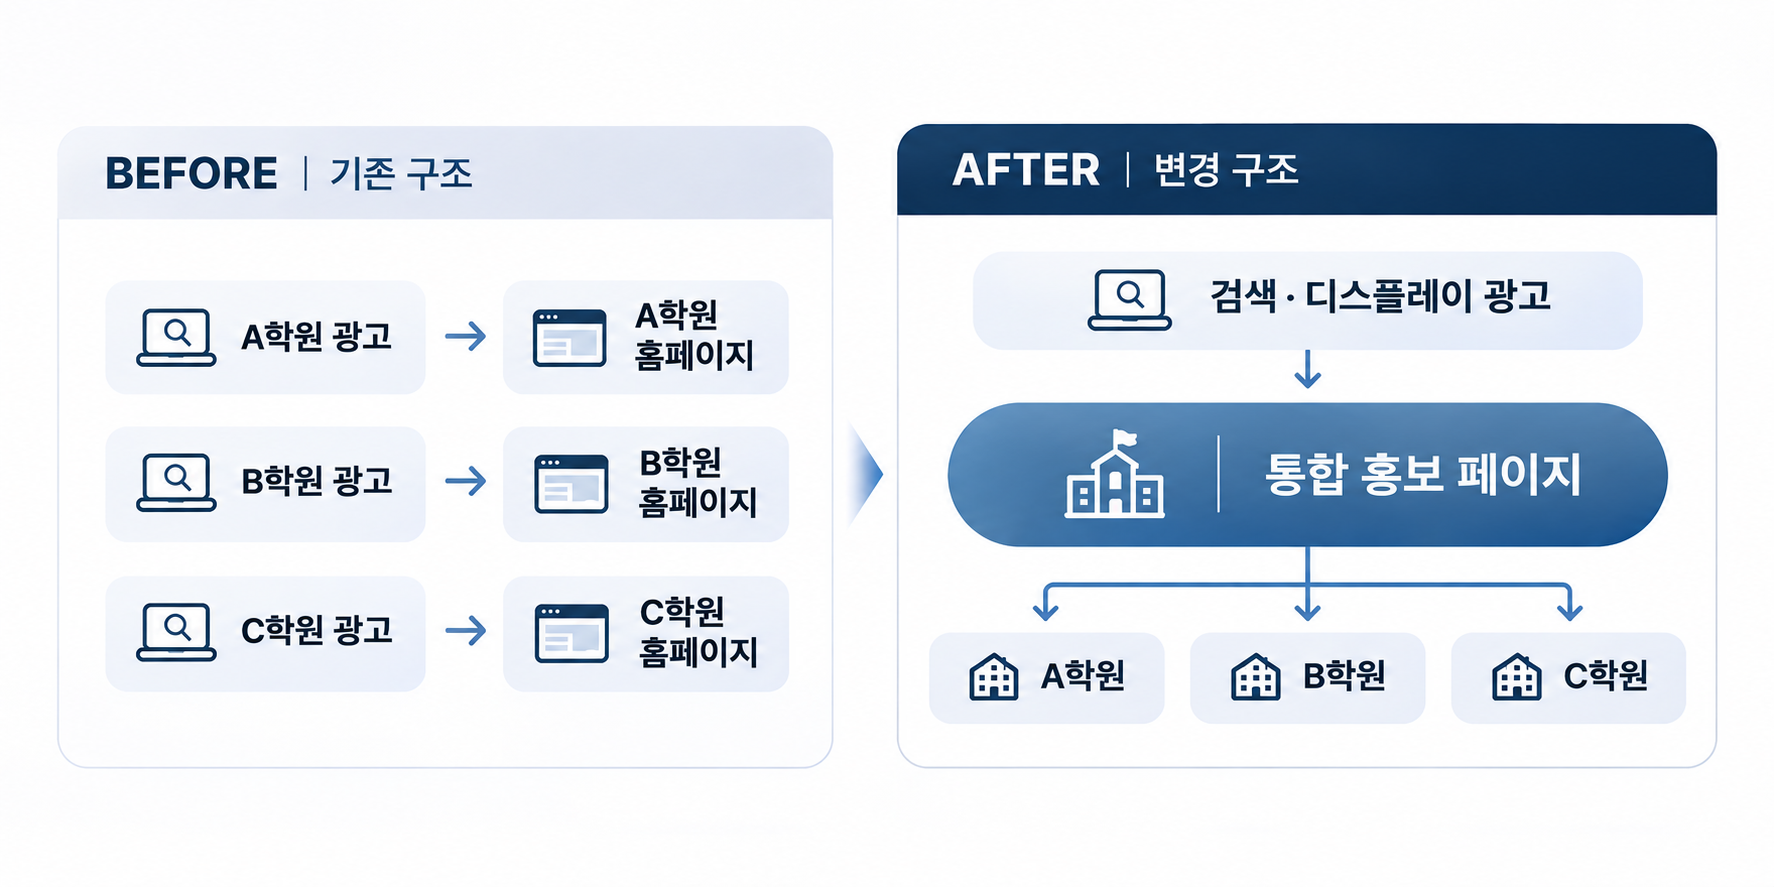 BEFORE | 기존 구조
A학원 광고
A학원
홈페이지
B학원 광고
B학원
홈페이지
C학원 광고
C학원
홈페이지
AFTER | 변경 구조
검색 · 디스플레이 광고
통합 홍보 페이지
A학원
B학원
C학원